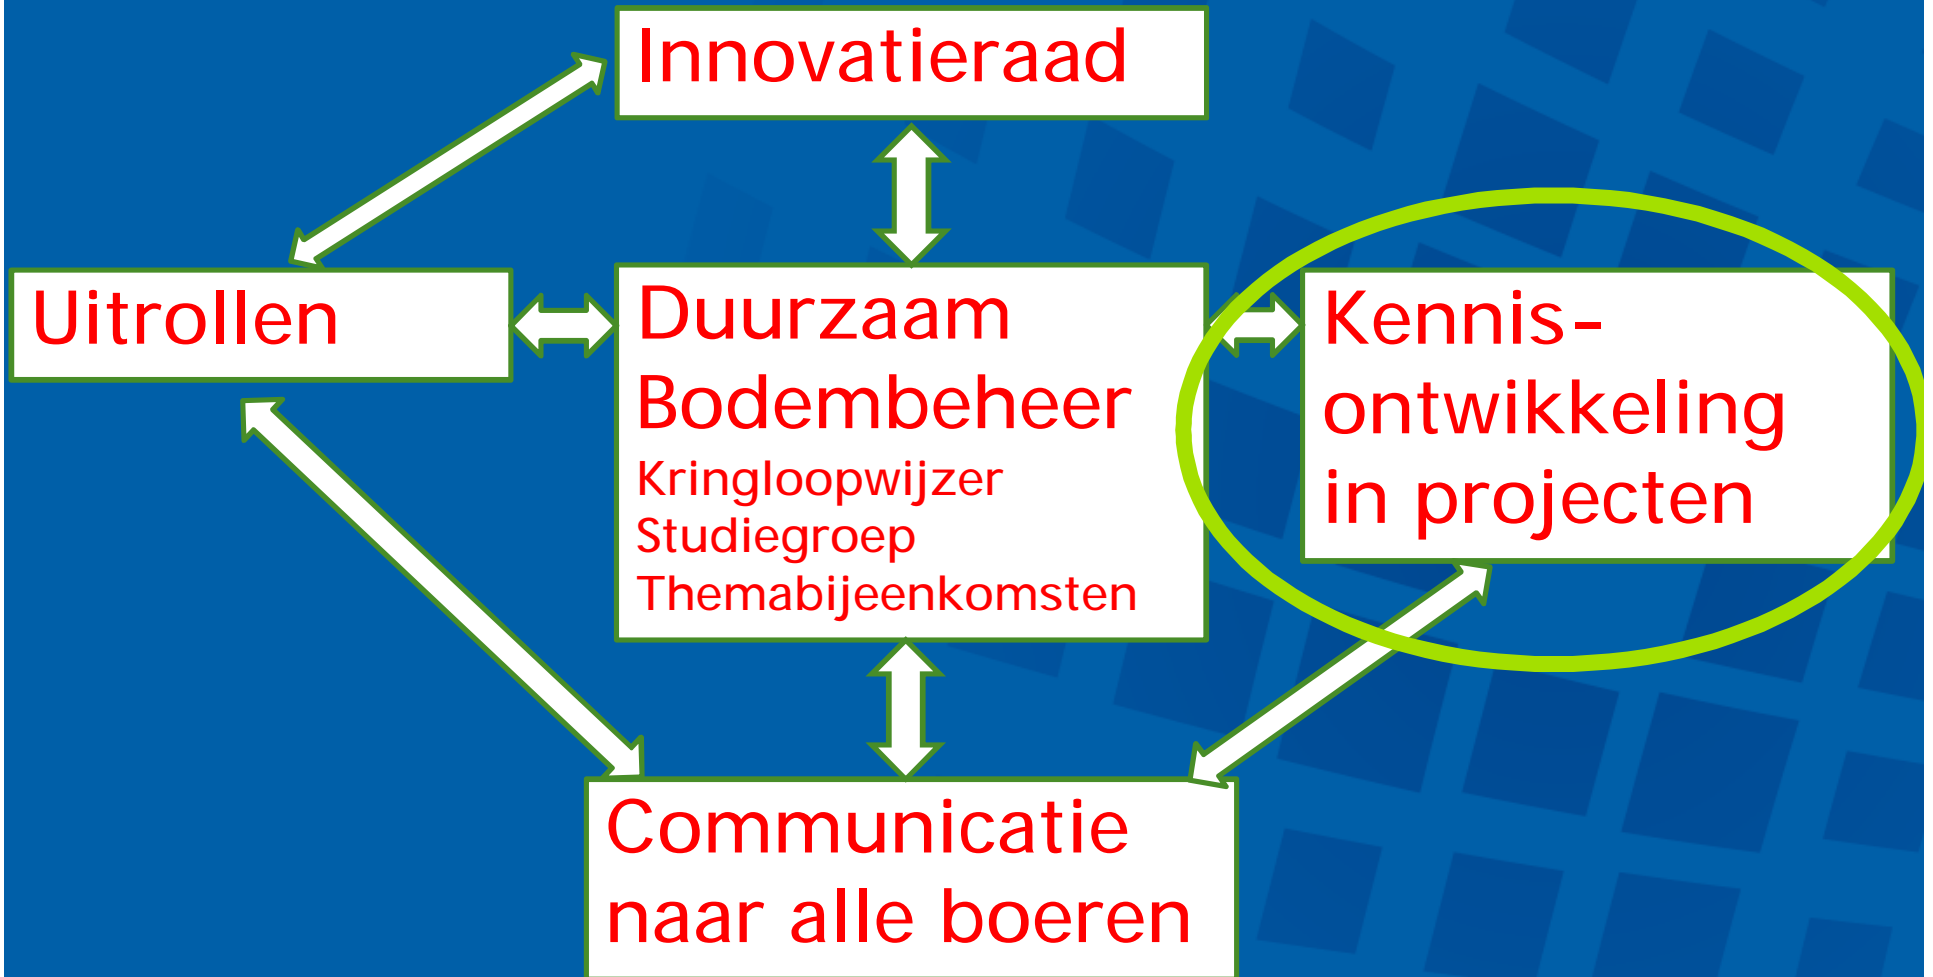 Innovatieraad
Uitrollen
Duurzaam
Bodembeheer
Kringloopwijzer
Studiegroep
Themabijeenkomsten
Kennis-
ontwikkeling
in projecten
Communicatie
naar alle boeren